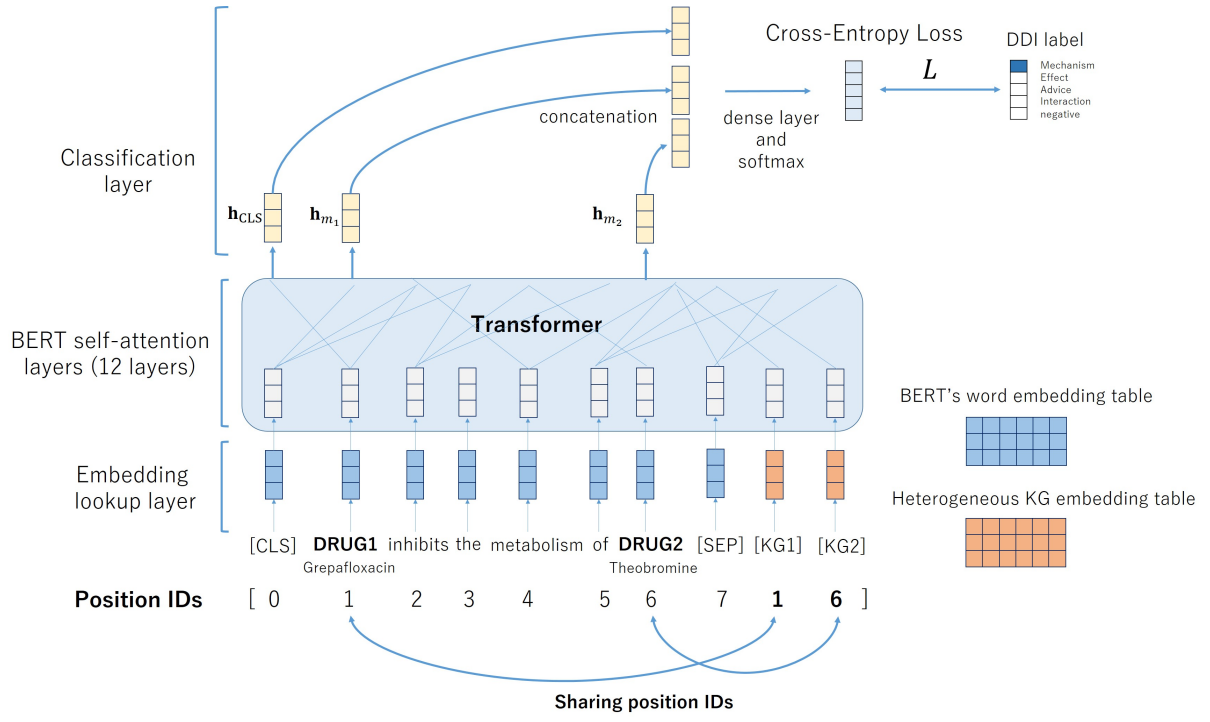 Cross-Entropy Loss
DDI label
L
Mechanism
Effect
Advice
Interaction
negative
concatenation
dense layer
and
softmax
Classification
layer
h_CLS
h_m1
h_m2
BERT self-attention
layers (12 layers)
Transformer
BERT's word embedding table
Embedding
lookup layer
Heterogeneous KG embedding table
[CLS] DRUG1 inhibits the metabolism of DRUG2 [SEP] [KG1] [KG2]
Grepafloxacin Theobromine
Position IDs [ 0 1 2 3 4 5 6 7 1 6 ]
Sharing position IDs